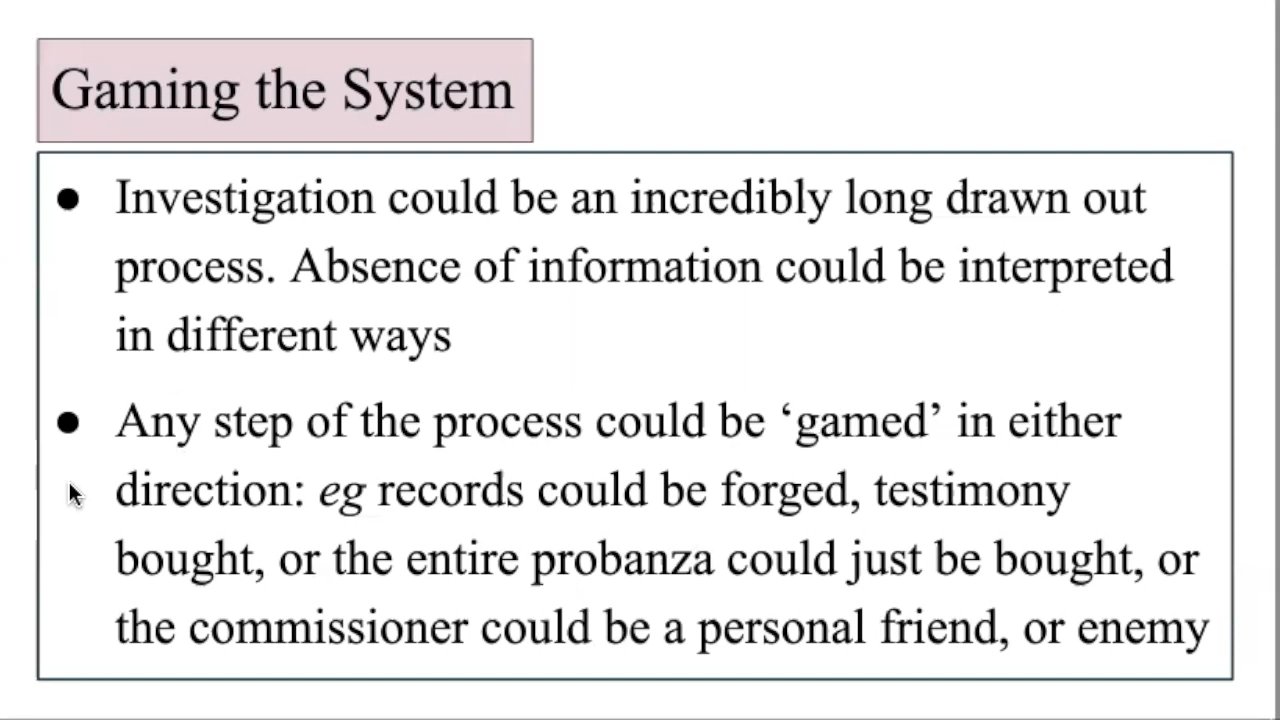 Gaming the System
● Investigation could be an incredibly long drawn out
process. Absence of information could be interpreted
in different ways
● Any step of the process could be ‘gamed’ in either
direction: eg records could be forged, testimony
bought, or the entire probanza could just be bought, or
the commissioner could be a personal friend, or enemy